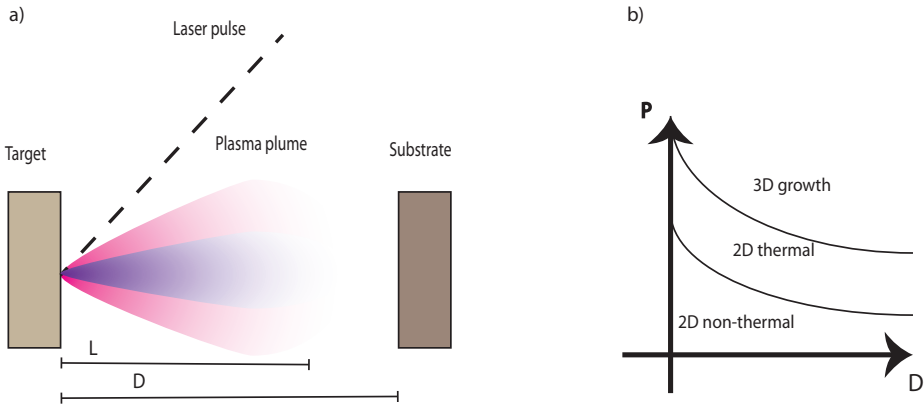 a)
Laser pulse
Plasma plume
Target
Substrate
L
D
b)
P
3D growth
2D thermal
2D non-thermal
D